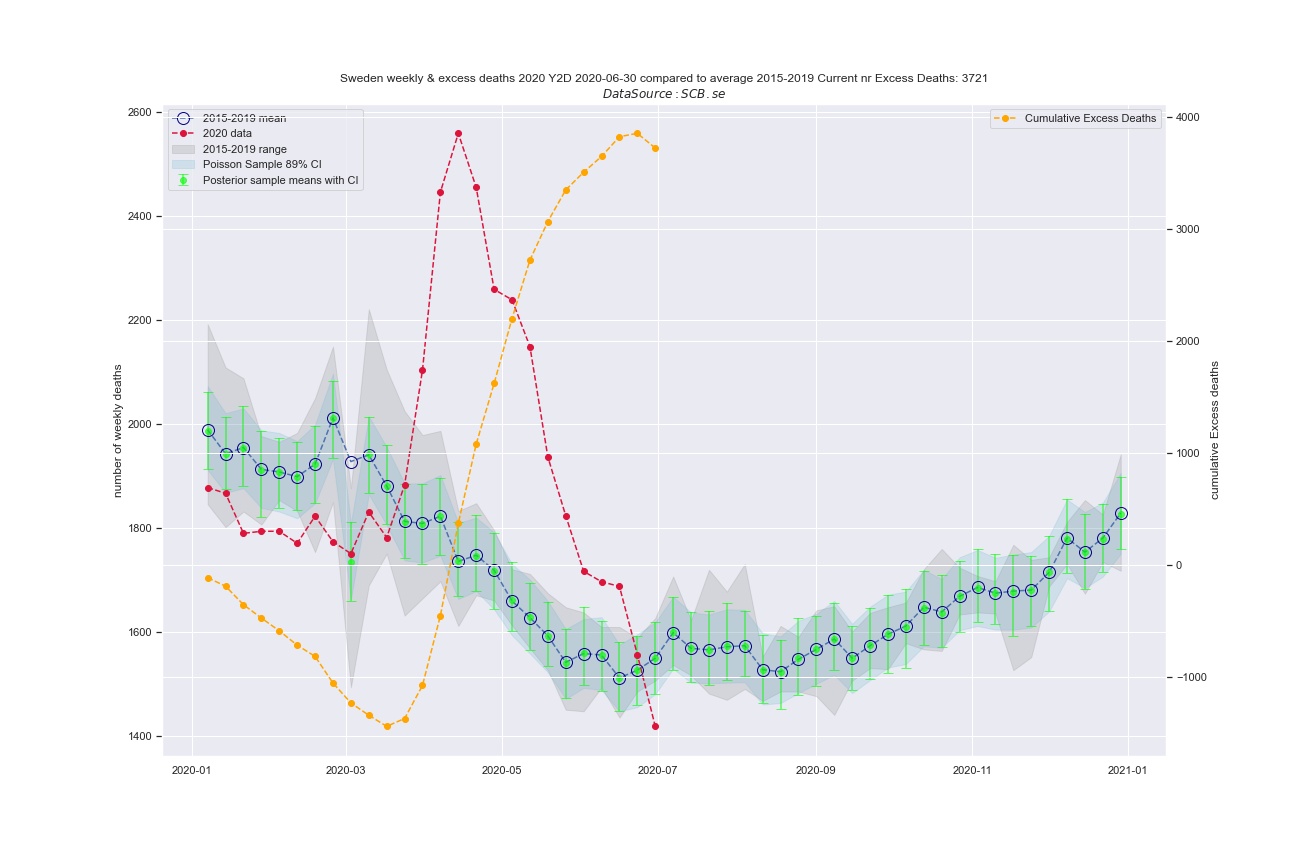 Sweden weekly & excess deaths 2020 Y2D 2020-06-30 compared to average 2015-2019 Current nr Excess Deaths: 3721
DataSource:SCB.se
2015-2019 mean
2020 data
2015-2019 range
Poisson Sample 89% CI
Posterior sample means with CI
Cumulative Excess Deaths
number of weekly deaths
2600
2400
2200
2000
1800
1600
1400
cumulative Excess deaths
4000
3000
2000
1000
0
−1000
2020-01
2020-03
2020-05
2020-07
2020-09
2020-11
2021-01